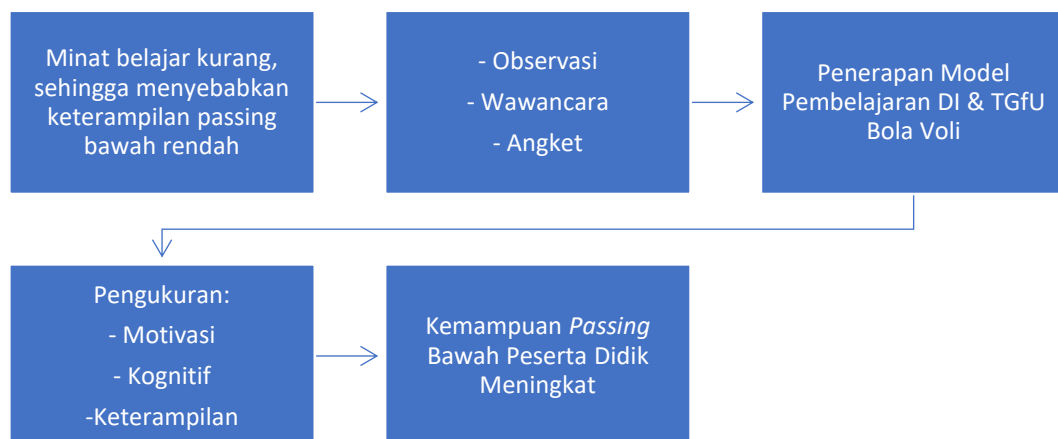 Minat belajar kurang,
sehingga menyebabkan
keterampilan passing
bawah rendah
- Observasi
- Wawancara
- Angket
Penerapan Model
Pembelajaran DI & TGfU
Bola Voli
Pengukuran:
- Motivasi
- Kognitif
-Keterampilan
Kemampuan Passing
Bawah Peserta Didik
Meningkat